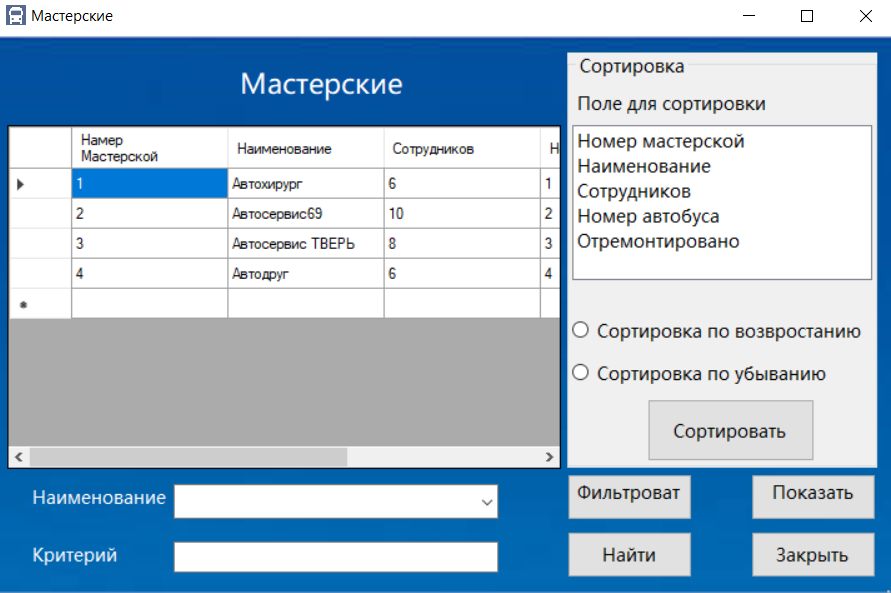 Мастерские
Мастерские
Намер
Мастерской
Наименование
Сотрудников
Н
1 Автохирург 6 1
2 Автосервис69 10 2
3 Автосервис ТВЕРЬ 8 3
4 Автодруг 6 4
Сортировка
Поле для сортировки
Номер мастерской
Наименование
Сотрудников
Номер автобуса
Отремонтировано
Сортировка по возвростанию
Сортировка по убыванию
Сортировать
Наименование
Фильтроват
Показать
Критерий
Найти
Закрыть